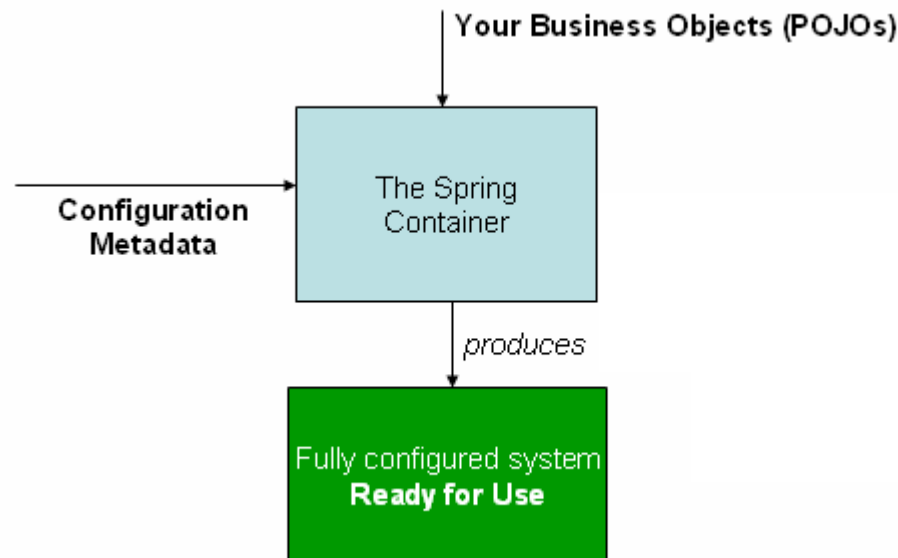 Your Business Objects (POJOs)
The Spring
Container
Configuration
Metadata
produces
Fully configured system
Ready for Use